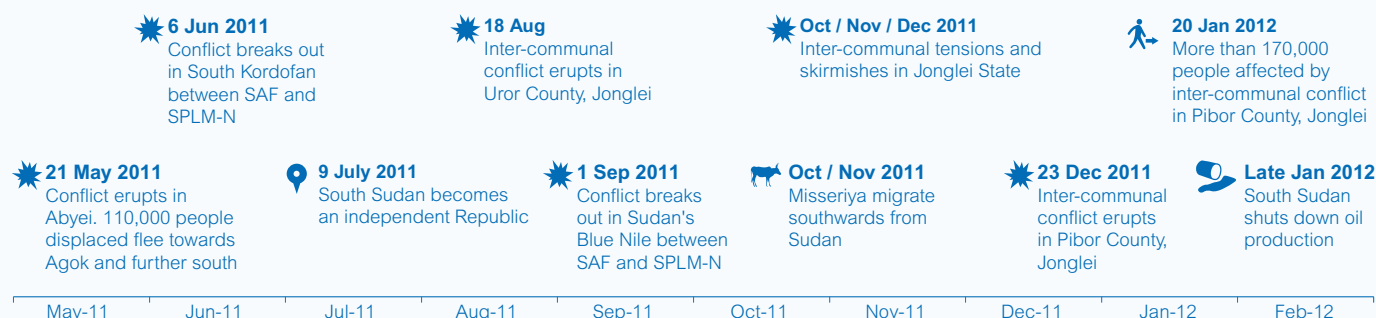 6 Jun 2011
Conflict breaks out
in South Kordofan
between SAF and
SPLM-N
18 Aug
Inter-communal
conflict erupts in
Uror County, Jonglei
Oct / Nov / Dec 2011
Inter-communal tensions and
skirmishes in Jonglei State
20 Jan 2012
More than 170,000
people affected by
inter-communal conflict
in Pibor County, Jonglei
21 May 2011
Conflict erupts in
Abyei. 110,000 people
displaced flee towards
Agok and further south
9 July 2011
South Sudan becomes
an independent Republic
1 Sep 2011
Conflict breaks
out in Sudan's
Blue Nile between
SAF and SPLM-N
Oct / Nov 2011
Misseriya migrate
southwards from
Sudan
23 Dec 2011
Inter-communal
conflict erupts
in Pibor County,
Jonglei
Late Jan 2012
South Sudan
shuts down oil
production
May-11 Jun-11 Jul-11 Aug-11 Sep-11 Oct-11 Nov-11 Dec-11 Jan-12 Feb-12